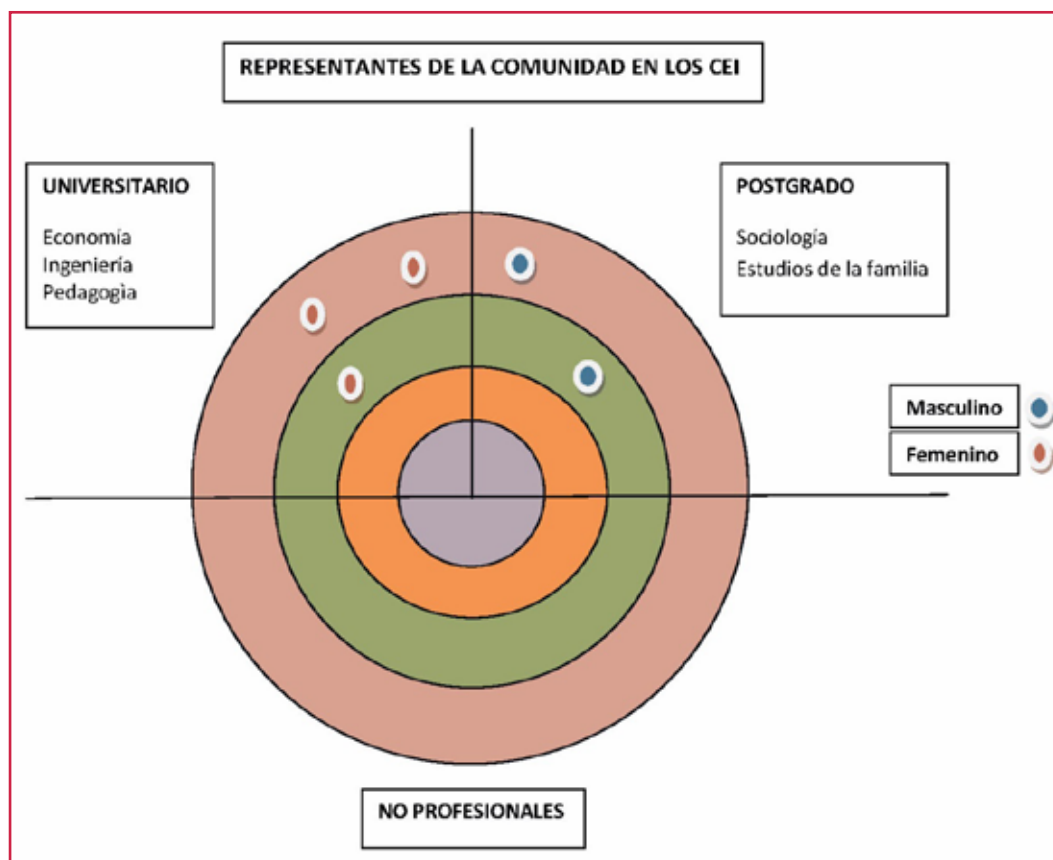 REPRESENTANTES DE LA COMUNIDAD EN LOS CEI
UNIVERSITARIO
Economía
Ingeniería
Pedagogìa
POSTGRADO
Sociología
Estudios de la familia
Masculino
Femenino
NO PROFESIONALES